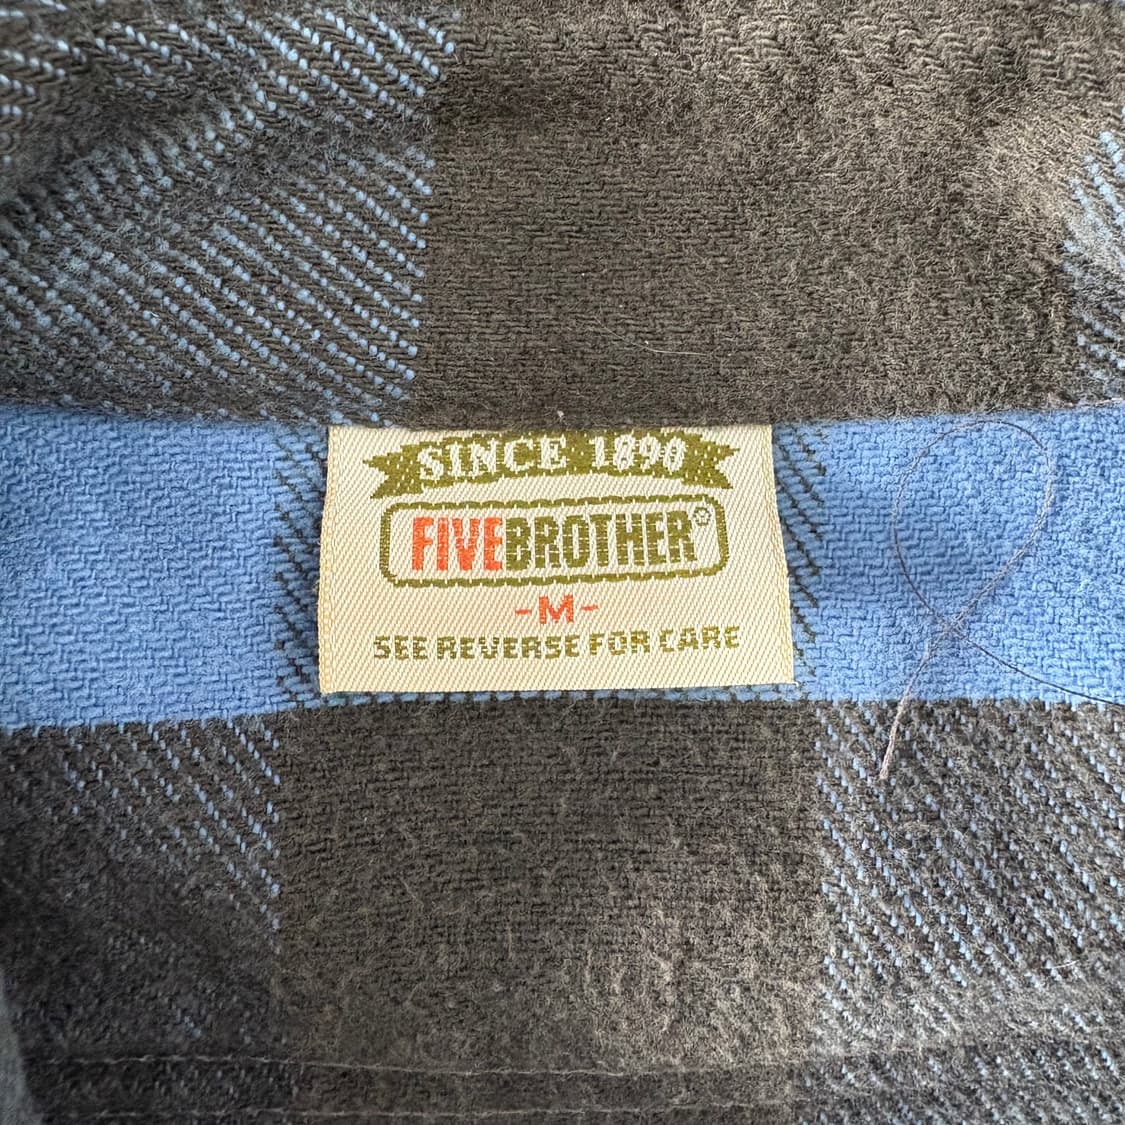 SINCE 1890
FIVEBROTHER®
-M-
SEE REVERSE FOR CARE